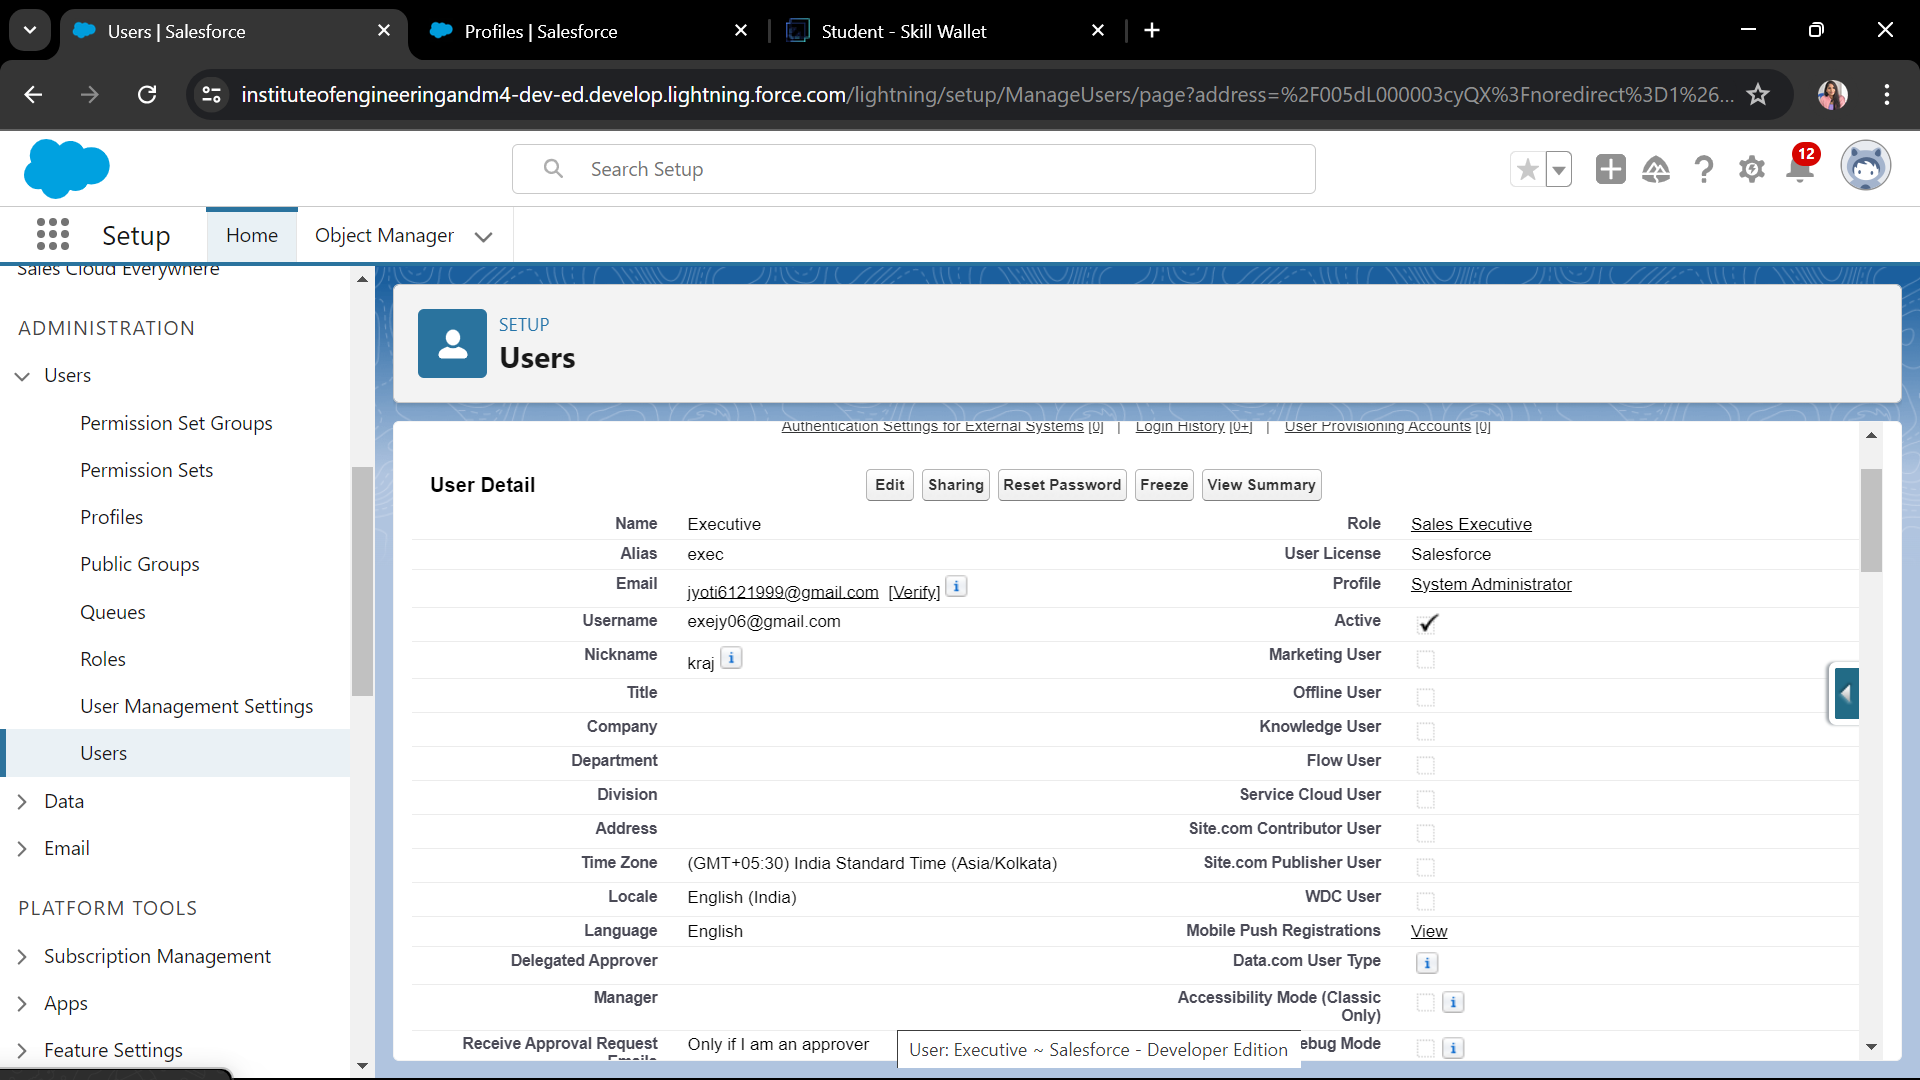 Users | Salesforce
Profiles | Salesforce
Student - Skill Wallet
instituteofengineeringandm4-dev-ed.develop.lightning.force.com/lightning/setup/ManageUsers/page?address=%2F005dL000003cyQX%3Fnoredirect%3D1%26...
Search Setup
12
Setup
Home
Object Manager
Sales Cloud Everywhere
ADMINISTRATION
Users
Permission Set Groups
Permission Sets
Profiles
Public Groups
Queues
Roles
User Management Settings
Users
Data
Email
PLATFORM TOOLS
Subscription Management
Apps
Feature Settings
SETUP
Users
Authentication Settings for External Systems [0] | Login History [0+] | User Provisioning Accounts [0]
User Detail
Edit Sharing Reset Password Freeze View Summary
Name Executive Role Sales Executive
Alias exec User License Salesforce
Email jyoti6121999@gmail.com [Verify] i Profile System Administrator
Username exejy06@gmail.com Active
Nickname kraj i Marketing User
Title Offline User
Company Knowledge User
Department Flow User
Division Service Cloud User
Address Site.com Contributor User
Time Zone (GMT+05:30) India Standard Time (Asia/Kolkata) Site.com Publisher User
Locale English (India) WDC User
Language English Mobile Push Registrations View
Delegated Approver Data.com User Type i
Manager Accessibility Mode (Classic Only) i
Receive Approval Request Emails Only if I am an approver ebug Mode i
User: Executive ~ Salesforce - Developer Edition